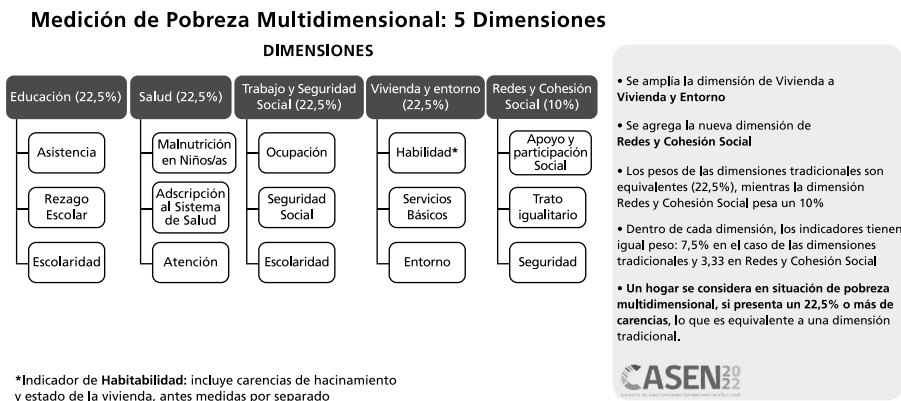 Medición de Pobreza Multidimensional: 5 Dimensiones
DIMENSIONES
Educación (22,5%)
Asistencia
Rezago
Escolar
Escolaridad
Salud (22,5%)
Malnutrición
en Niños/as
Adscripción
al Sistema
de Salud
Atención
Trabajo y Seguridad
Social (22,5%)
Ocupación
Seguridad
Social
Escolaridad
Vivienda y entorno
(22,5%)
Habilidad*
Servicios
Básicos
Entorno
Redes y Cohesión
Social (10%)
Apoyo y
participación
Social
Trato
igualitario
Seguridad
• Se amplía la dimensión de Vivienda a
Vivienda y Entorno
• Se agrega la nueva dimensión de
Redes y Cohesión Social
• Los pesos de las dimensiones tradicionales son
equivalentes (22,5%), mientras la dimensión
Redes y Cohesión Social pesa un 10%
• Dentro de cada dimensión, los indicadores tienen
igual peso: 7,5% en el caso de las dimensiones
tradicionales y 3,33 en Redes y Cohesión Social
• Un hogar se considera en situación de pobreza
multidimensional, si presenta un 22,5% o más de
carencias, lo que es equivalente a una dimensión
tradicional.
CASEN 2022
Encuesta de Caracterización Socioeconómica Nacional
*Indicador de Habitabilidad: incluye carencias de hacinamiento
y estado de la vivienda, antes medidas por separado